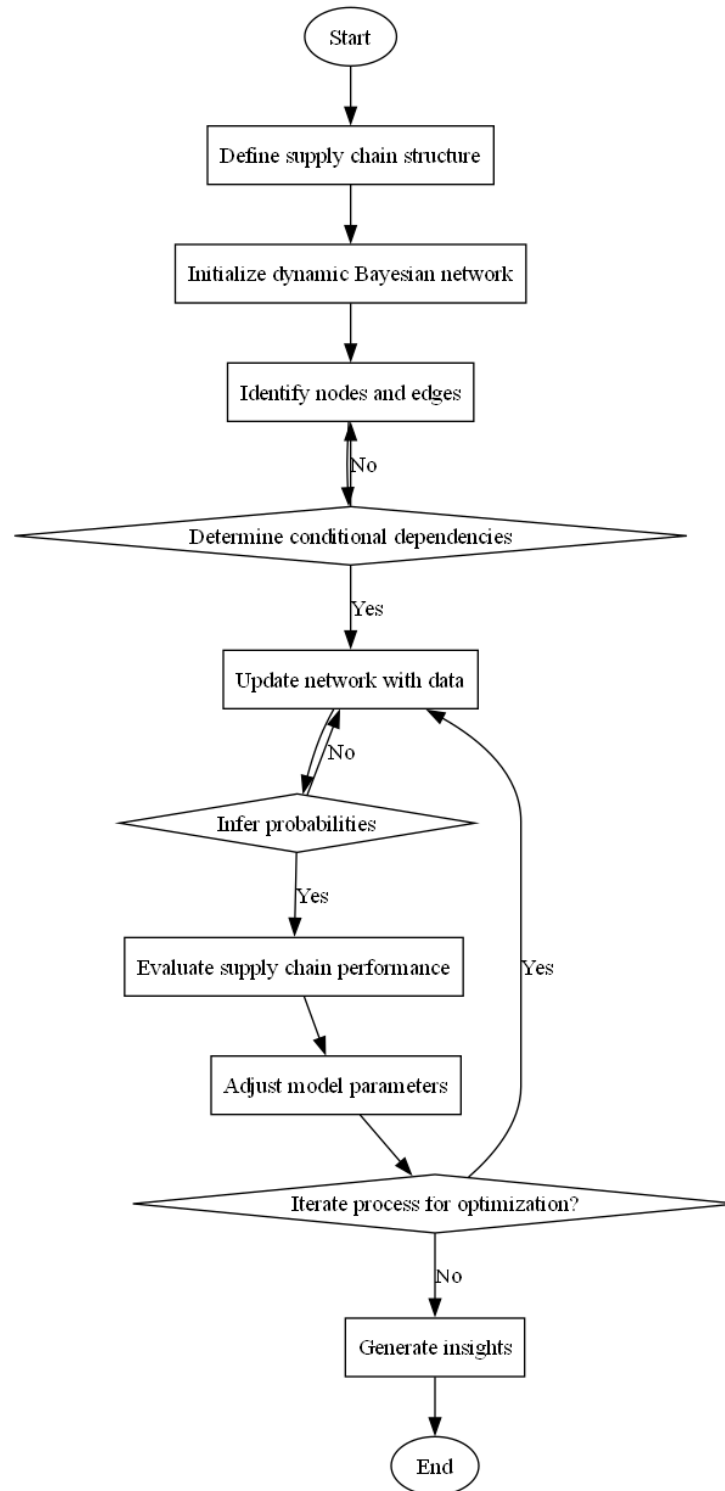 Start
Define supply chain structure
Initialize dynamic Bayesian network
Identify nodes and edges
No
Determine conditional dependencies
Yes
Update network with data
No
Infer probabilities
Yes
Evaluate supply chain performance
Yes
Adjust model parameters
Iterate process for optimization?
No
Generate insights
End